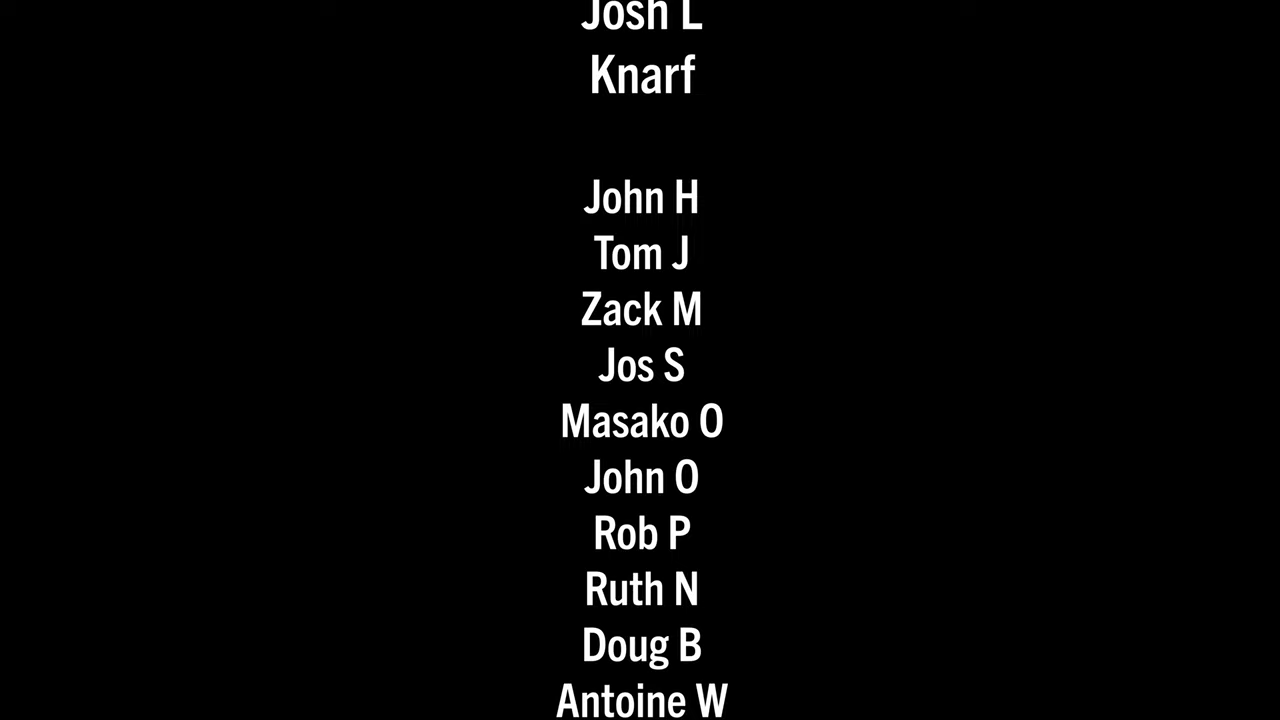 Josh L
Knarf
John H
Tom J
Zack M
Jos S
Masako O
John O
Rob P
Ruth N
Doug B
Antoine W